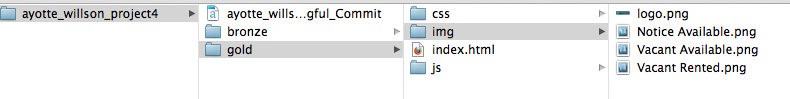 ayotte_willson_project4
ayotte_wills...gful_Commit
bronze
gold
css
img
index.html
js
logo.png
Notice Available.png
Vacant Available.png
Vacant Rented.png